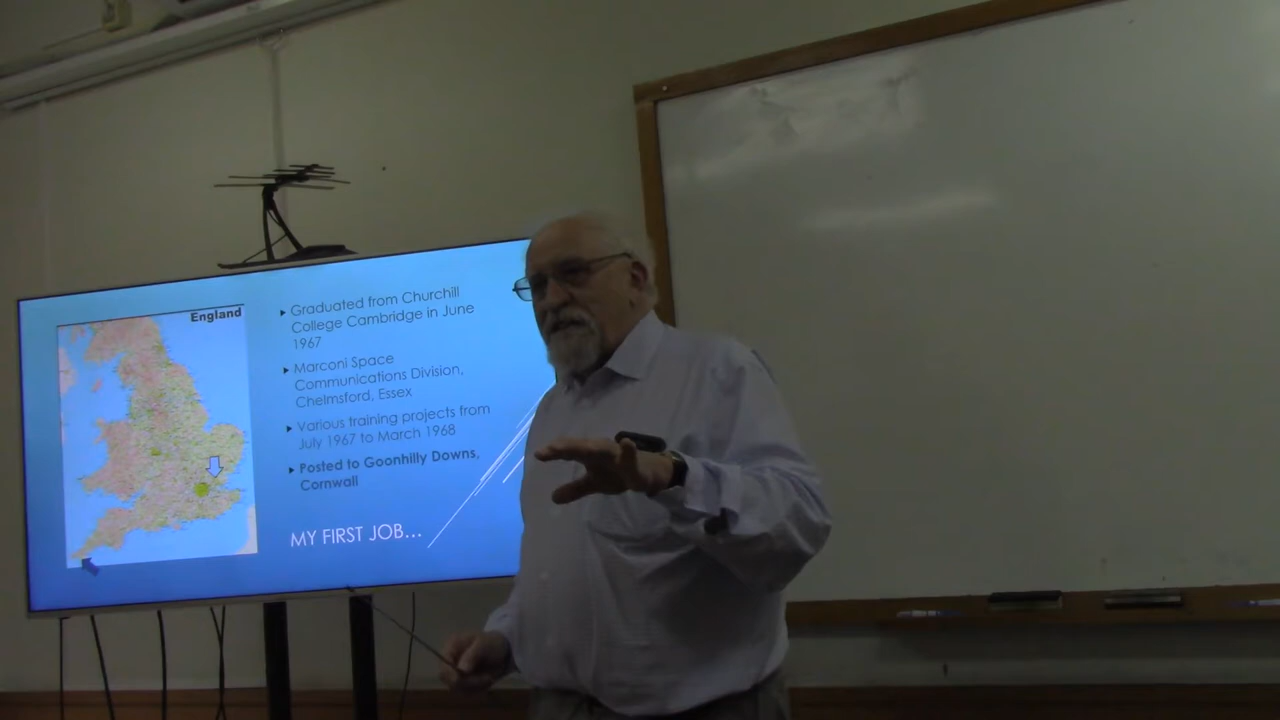 England
Graduated from Churchill
College Cambridge in June
1967
Marconi Space
Communications Division,
Chelmsford, Essex
Various training projects from
July 1967 to March 1968
Posted to Goonhilly Downs,
Cornwall
MY FIRST JOB...